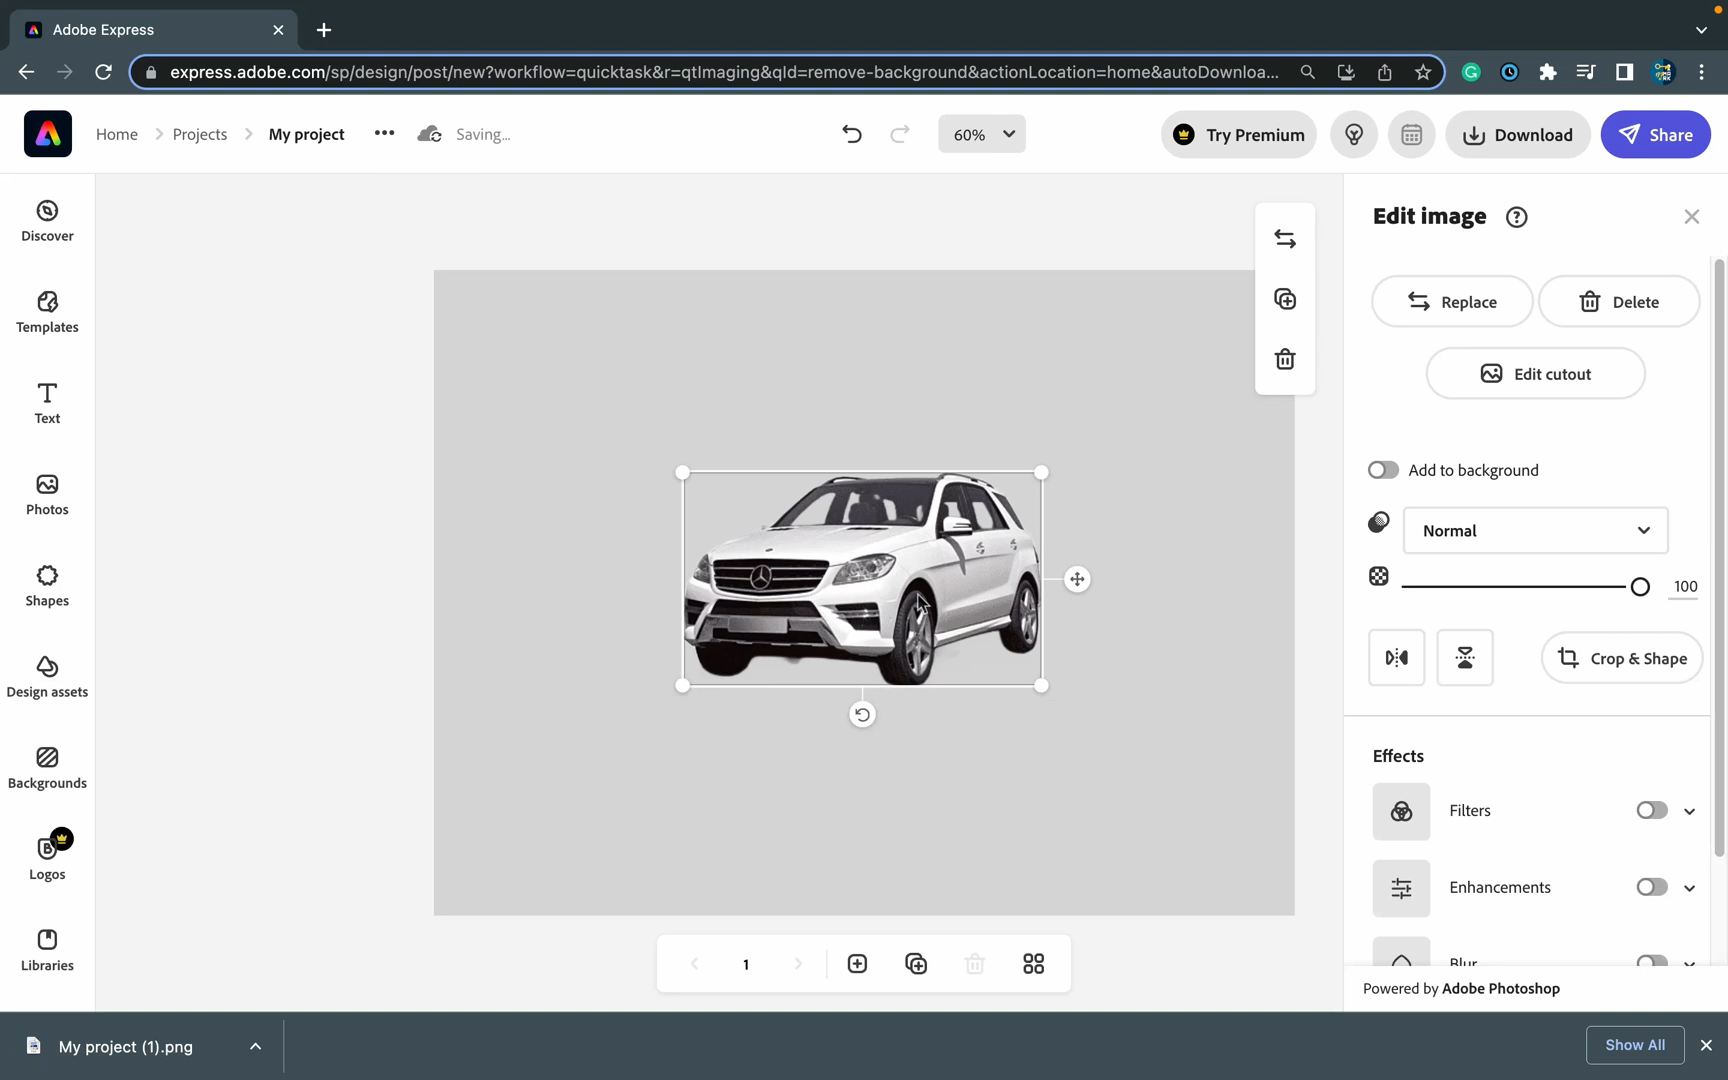 Adobe Express
express.adobe.com/sp/design/post/new?workflow=quicktask&r=qtImaging&qId=remove-background&actionLocation=home&autoDownloa...
Home
Projects
My project
Saving...
60%
Try Premium
Download
Share
Discover
Templates
Text
Photos
Shapes
Design assets
Backgrounds
Logos
Libraries
1
Edit image
Replace
Delete
Edit cutout
Add to background
Normal
100
Crop & Shape
Effects
Filters
Enhancements
Blur
Powered by Adobe Photoshop
My project (1).png
Show All